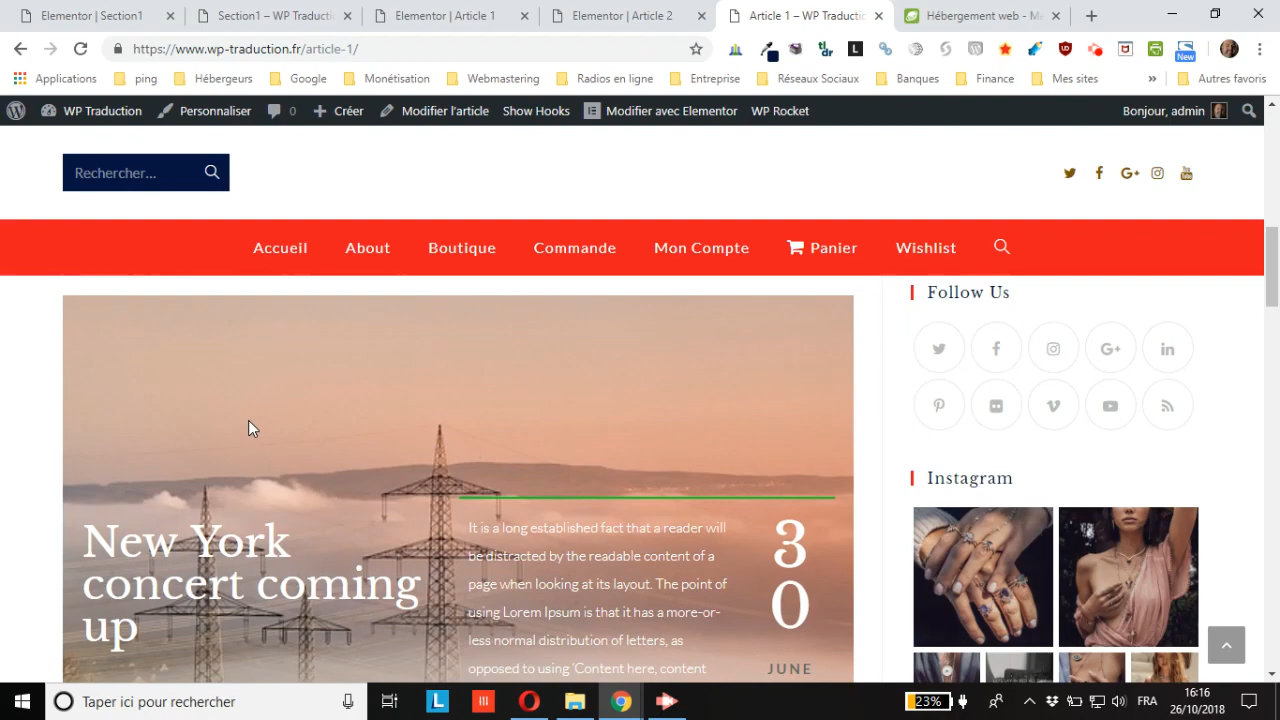 Elementor | Section1
Section1 – WP Traduction
Elementor | Article 1
Elementor | Article 2
Article 1 – WP Traduction
Hébergement web - Me
https://www.wp-traduction.fr/article-1/
tldr
L
New
Applications
ping
Hébergeurs
Google
Monétisation
Webmastering
Radios en ligne
Entreprise
Réseaux Sociaux
Banques
Finance
Mes sites
»
Autres favoris
WP Traduction
Personnaliser
0
Créer
Modifier l'article
Show Hooks
Modifier avec Elementor
WP Rocket
Bonjour, admin
Rechercher...
Accueil
About
Boutique
Commande
Mon Compte
Panier
Wishlist
Follow Us
Instagram
New York
concert coming
up
It is a long established fact that a reader will
be distracted by the readable content of a
page when looking at its layout. The point of
using Lorem Ipsum is that it has a more-or-
less normal distribution of letters, as
opposed to using 'Content here, content
3
0
JUNE
Taper ici pour rechercher
L
23%
FRA
16:16
26/10/2018